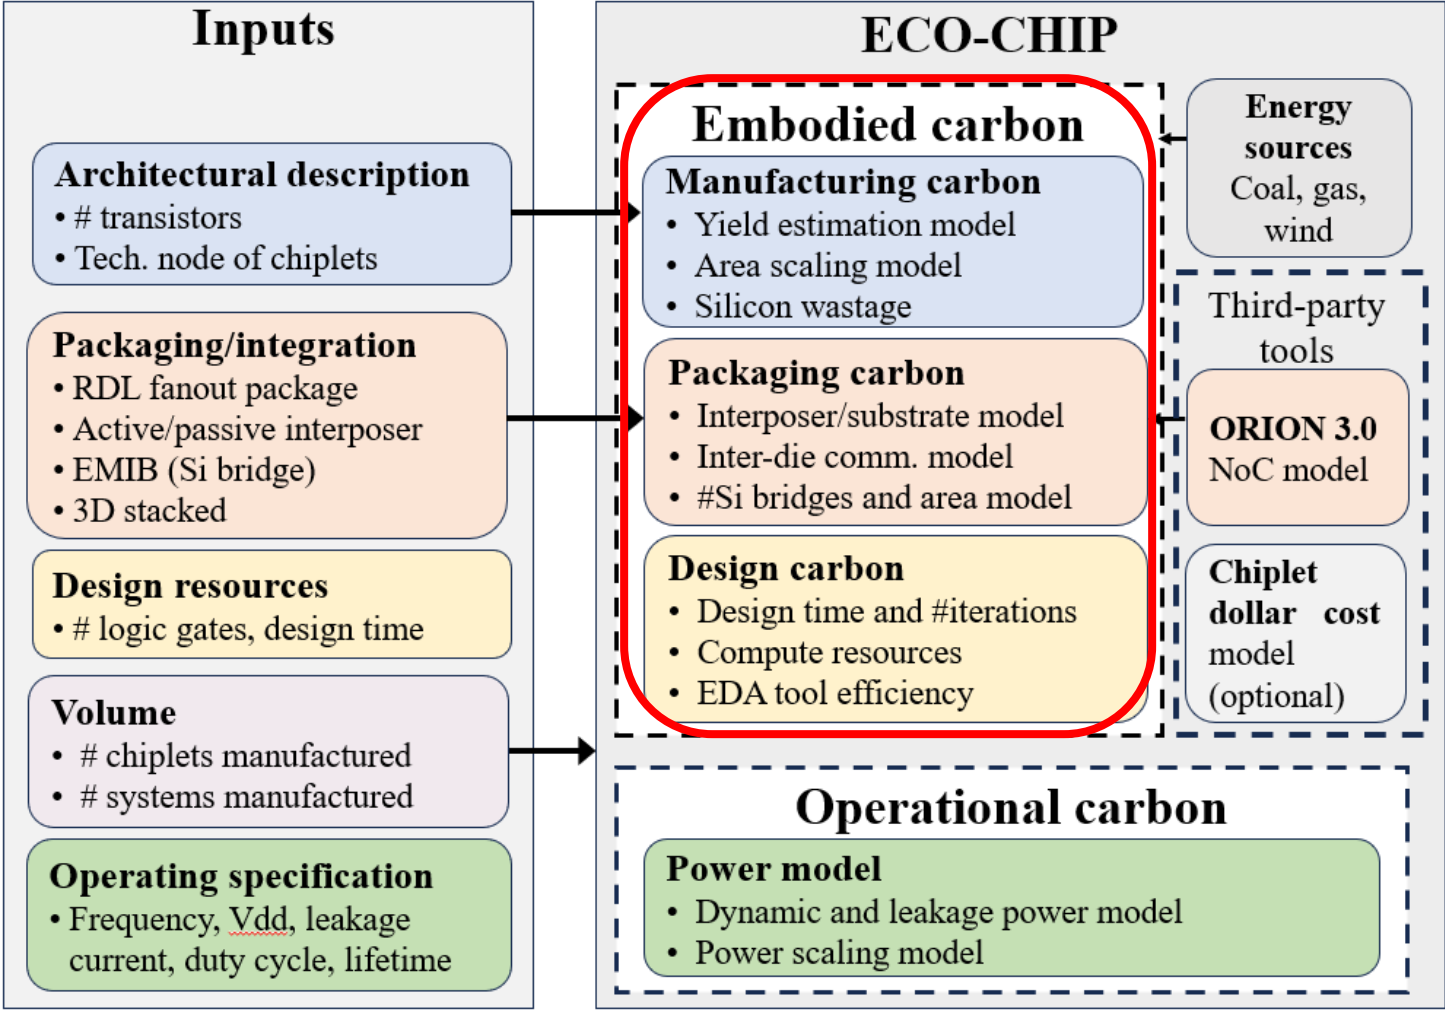 Inputs
Architectural description
• # transistors
• Tech. node of chiplets
Packaging/integration
• RDL fanout package
• Active/passive interposer
• EMIB (Si bridge)
• 3D stacked
Design resources
• # logic gates, design time
Volume
• # chiplets manufactured
• # systems manufactured
Operating specification
• Frequency, Vdd, leakage
current, duty cycle, lifetime
ECO-CHIP
Embodied carbon
Manufacturing carbon
• Yield estimation model
• Area scaling model
• Silicon wastage
Packaging carbon
• Interposer/substrate model
• Inter-die comm. model
• #Si bridges and area model
Design carbon
• Design time and #iterations
• Compute resources
• EDA tool efficiency
Energy
sources
Coal, gas,
wind
Third-party
tools
ORION 3.0
NoC model
Chiplet
dollar cost
model
(optional)
Operational carbon
Power model
• Dynamic and leakage power model
• Power scaling model